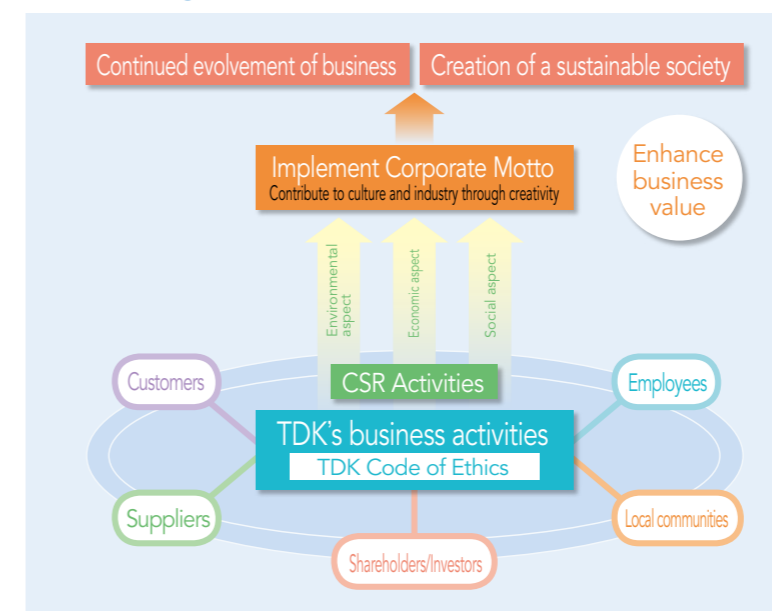 Continued evolvement of business
Creation of a sustainable society
Implement Corporate Motto
Contribute to culture and industry through creativity
Enhance
business
value
Environmental
aspect
Economic aspect
Social aspect
CSR Activities
Customers
Employees
TDK's business activities
TDK Code of Ethics
Suppliers
Local communities
Shareholders/Investors